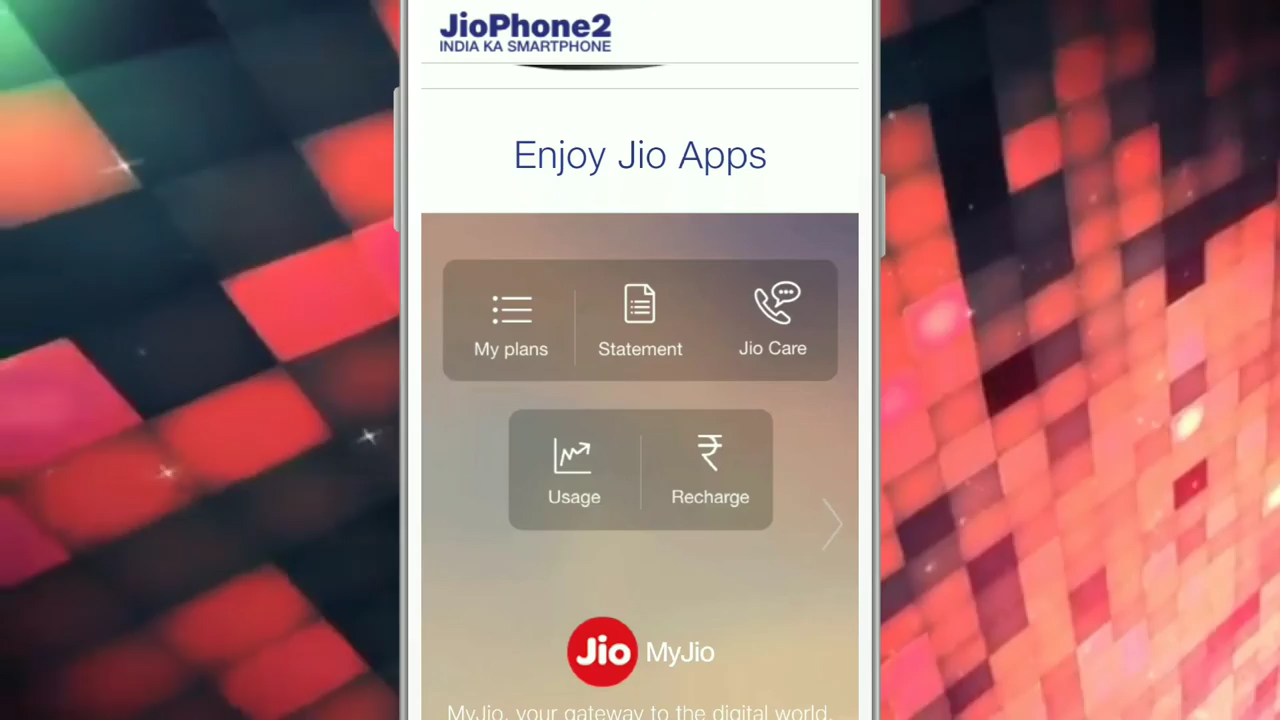 JioPhone2
INDIA KA SMARTPHONE
Enjoy Jio Apps
My plans
Statement
Jio Care
Usage
Recharge
Jio MyJio
MyJio, your gateway to the digital world.